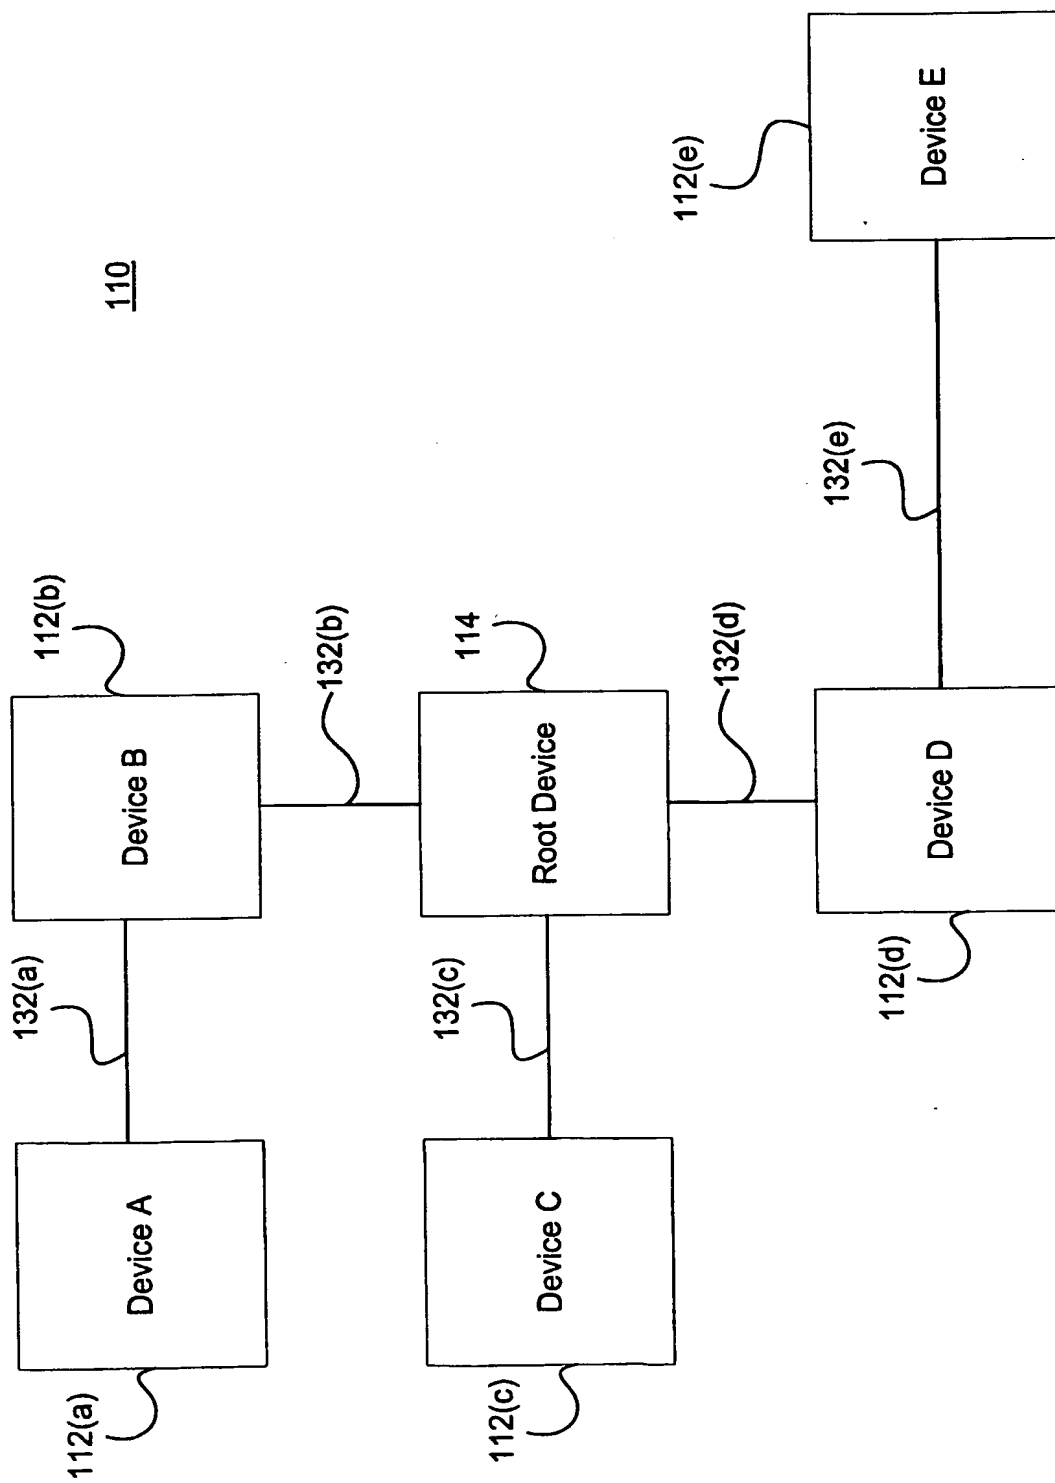 110
112(a)
Device A
132(a)
Device B
112(b)
132(b)
112(c)
Device C
132(c)
Root Device
114
132(d)
112(d)
Device D
132(e)
112(e)
Device E